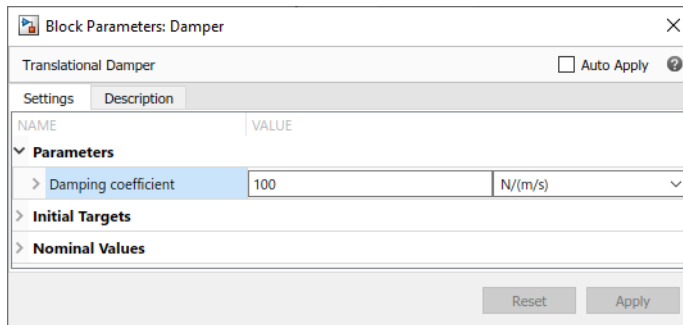 Block Parameters: Damper
Translational Damper
Auto Apply
Settings Description
NAME VALUE
Parameters
Damping coefficient 100 N/(m/s)
Initial Targets
Nominal Values
Reset Apply